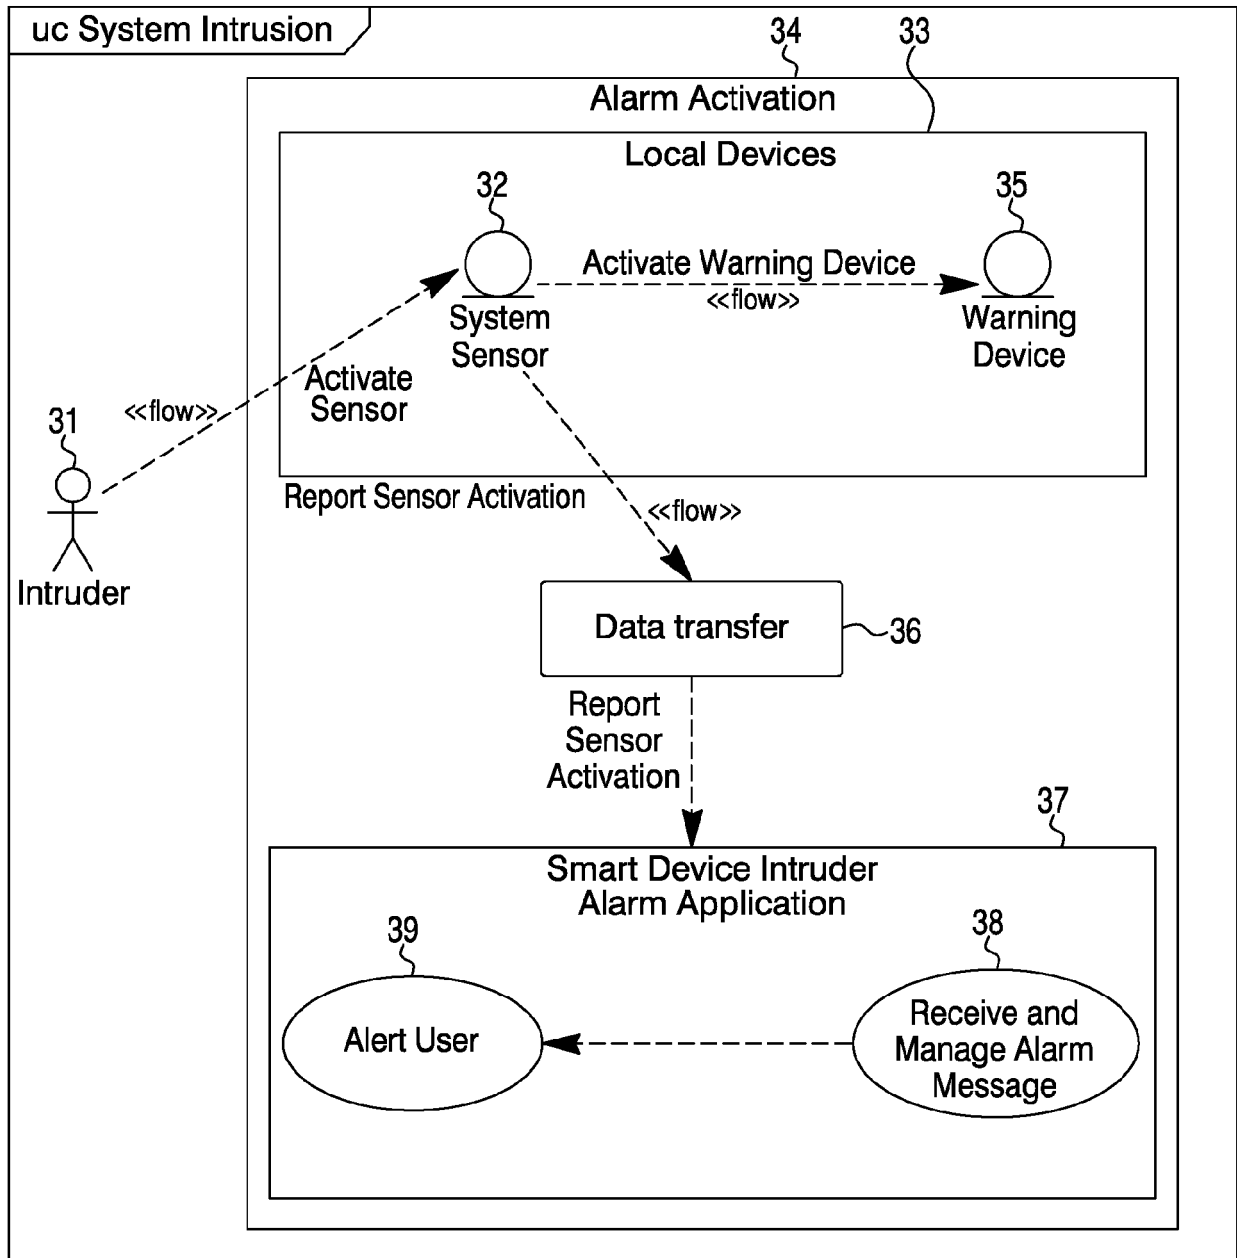 uc System Intrusion
34
33
Alarm Activation
Local Devices
32
35
Activate Warning Device
<<flow>>
System
Sensor
Warning
Device
Activate
Sensor
<<flow>>
31
Intruder
Report Sensor Activation
<<flow>>
Data transfer
36
Report
Sensor
Activation
37
Smart Device Intruder
Alarm Application
39
38
Alert User
Receive and
Manage Alarm
Message